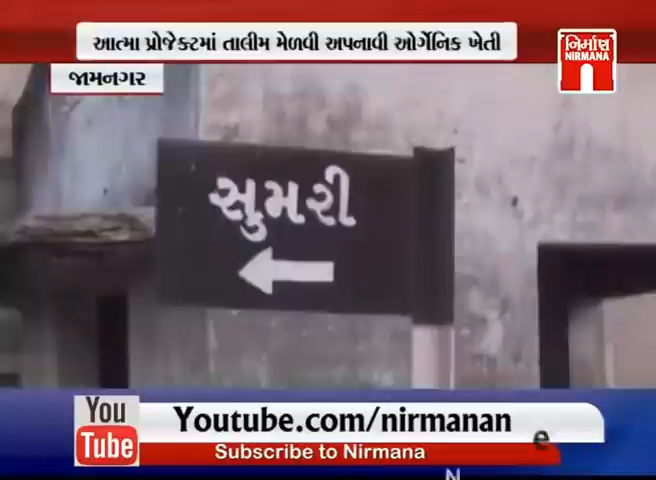 આત્મા પ્રોજેક્ટમાં તાલીમ મેળવી અપનાવી ઓર્ગેનિક ખેતી
નિર્માણ
NIRMANA
જામનગર
સુમરી
You
Tube
Youtube.com/nirmanan
e
Subscribe to Nirmana
N